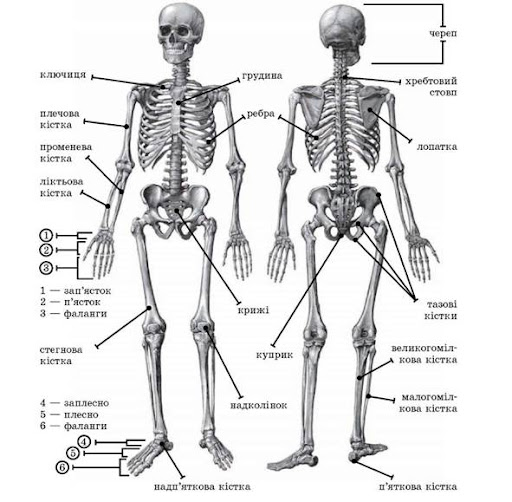 череп
ключиця
грудина
хребтовий
стовп
плечова
кістка
ребра
променева
кістка
лопатка
ліктьова
кістка
1
2
3
1 — зап'ясток
2 — п'ясток
3 — фаланги
крижі
тазові
кістки
стегнова
кістка
куприк
великогоміл-
кова кістка
надколінок
малогоміл-
кова кістка
4 — заплесно
5 — плесно
6 — фаланги
4
5
6
надп'яткова кістка
п'яткова кістка